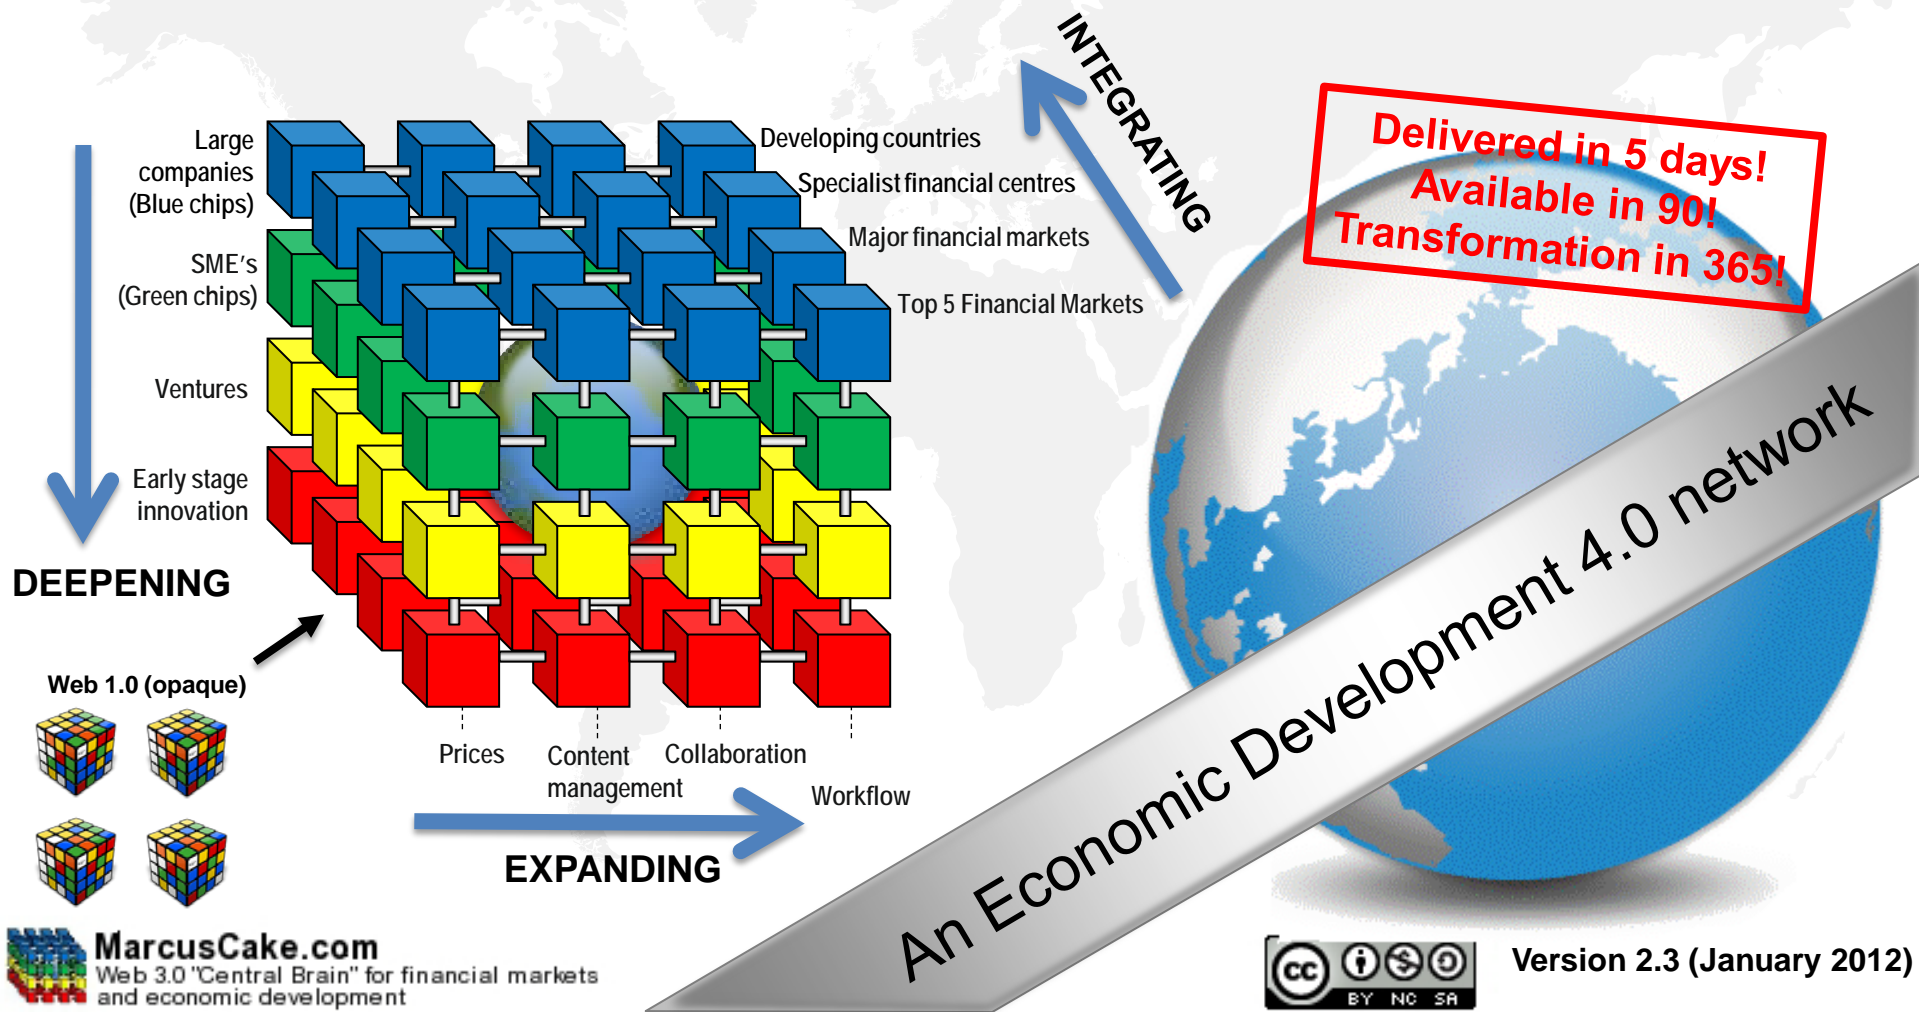 INTEGRATING
Delivered in 5 days!
Available in 90!
Transformation in 365!
Large
companies
(Blue chips)
Developing countries
Specialist financial centres
Major financial markets
Top 5 Financial Markets
SME's
(Green chips)
Ventures
Early stage
innovation
DEEPENING
Web 1.0 (opaque)
Prices
Content
management
Collaboration
Workflow
EXPANDING
An Economic Development 4.0 network
MarcusCake.com
Web 3.0 "Central Brain" for financial markets
and economic development
cc
BY NC SA
Version 2.3 (January 2012)